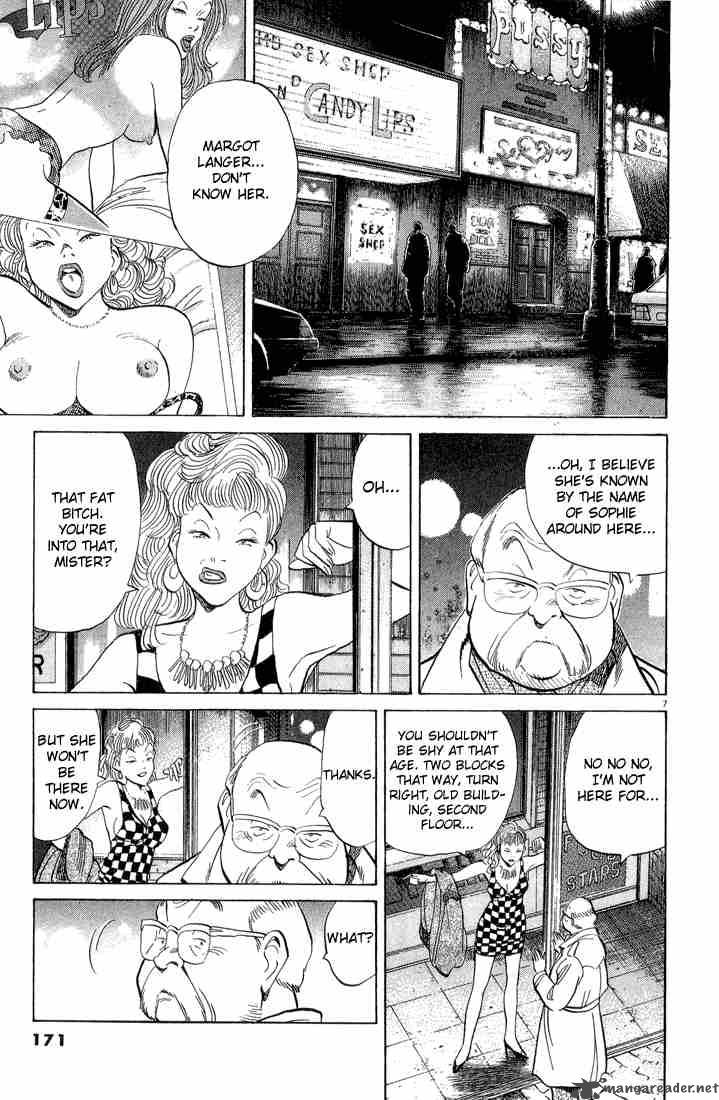 LIPS
SEX SHOP
CANDY LIPS
PUSSY
SEX
SHOP
MARGOT
LANGER...
DON'T
KNOW HER.
...OH, I BELIEVE
SHE'S KNOWN
BY THE NAME
OF SOPHIE
AROUND HERE...
OH...
THAT FAT
BITCH.
YOU'RE
INTO THAT,
MISTER?
R
7
NO NO NO,
I'M NOT
HERE FOR...
YOU SHOULDN'T
BE SHY AT THAT
AGE. TWO BLOCKS
THAT WAY, TURN
RIGHT, OLD BUILD-
ING, SECOND
FLOOR...
STARS
THANKS.
BUT SHE
WON'T
BE
THERE
NOW.
WHAT?
171
mangareader.net